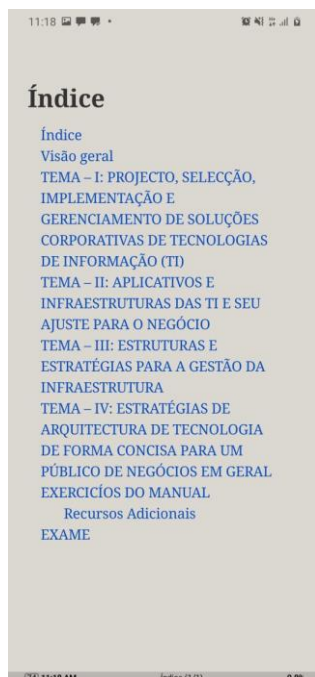 11:18
Índice
Índice
Visão geral
TEMA – I: PROJECTO, SELECÇÃO,
IMPLEMENTAÇÃO E
GERENCIAMENTO DE SOLUÇÕES
CORPORATIVAS DE TECNOLOGIAS
DE INFORMAÇÃO (TI)
TEMA – II: APLICATIVOS E
INFRAESTRUTURAS DAS TI E SEU
AJUSTE PARA O NEGÓCIO
TEMA – III: ESTRUTURAS E
ESTRATÉGIAS PARA A GESTÃO DA
INFRAESTRUTURA
TEMA – IV: ESTRATÉGIAS DE
ARQUITECTURA DE TECNOLOGIA
DE FORMA CONCISA PARA UM
PÚBLICO DE NEGÓCIOS EM GERAL
EXERCICÍOS DO MANUAL
Recursos Adicionais
EXAME